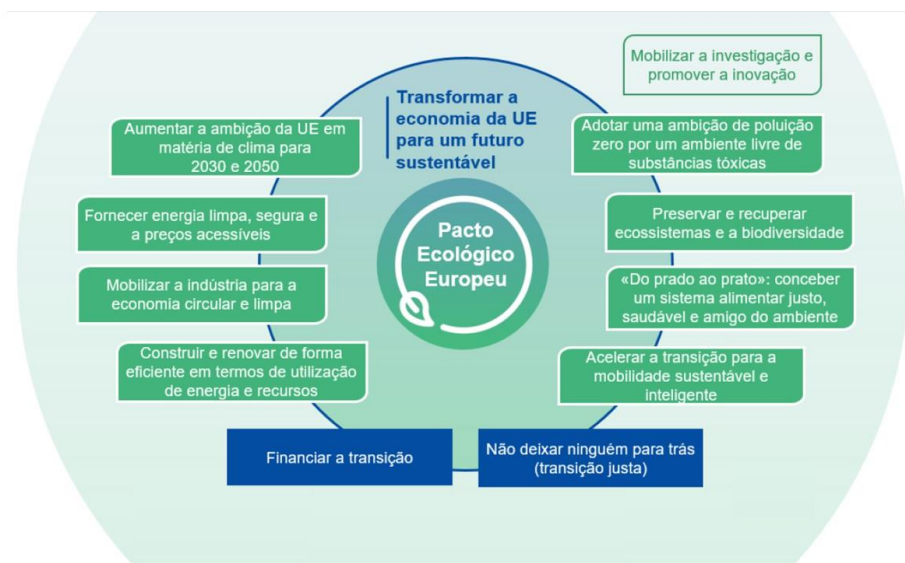 Mobilizar a investigação e
promover a inovação
Transformar a
economia da UE
para um futuro
sustentável
Aumentar a ambição da UE em
matéria de clima para
2030 e 2050
Adotar uma ambição de poluição
zero por um ambiente livre de
substâncias tóxicas
Fornecer energia limpa, segura e
a preços acessíveis
Preservar e recuperar
ecossistemas e a biodiversidade
Pacto
Ecológico
Europeu
Mobilizar a indústria para a
economia circular e limpa
«Do prado ao prato»: conceber
um sistema alimentar justo,
saudável e amigo do ambiente
Construir e renovar de forma
eficiente em termos de utilização
de energia e recursos
Acelerar a transição para a
mobilidade sustentável e
inteligente
Financiar a transição
Não deixar ninguém para trás
(transição justa)